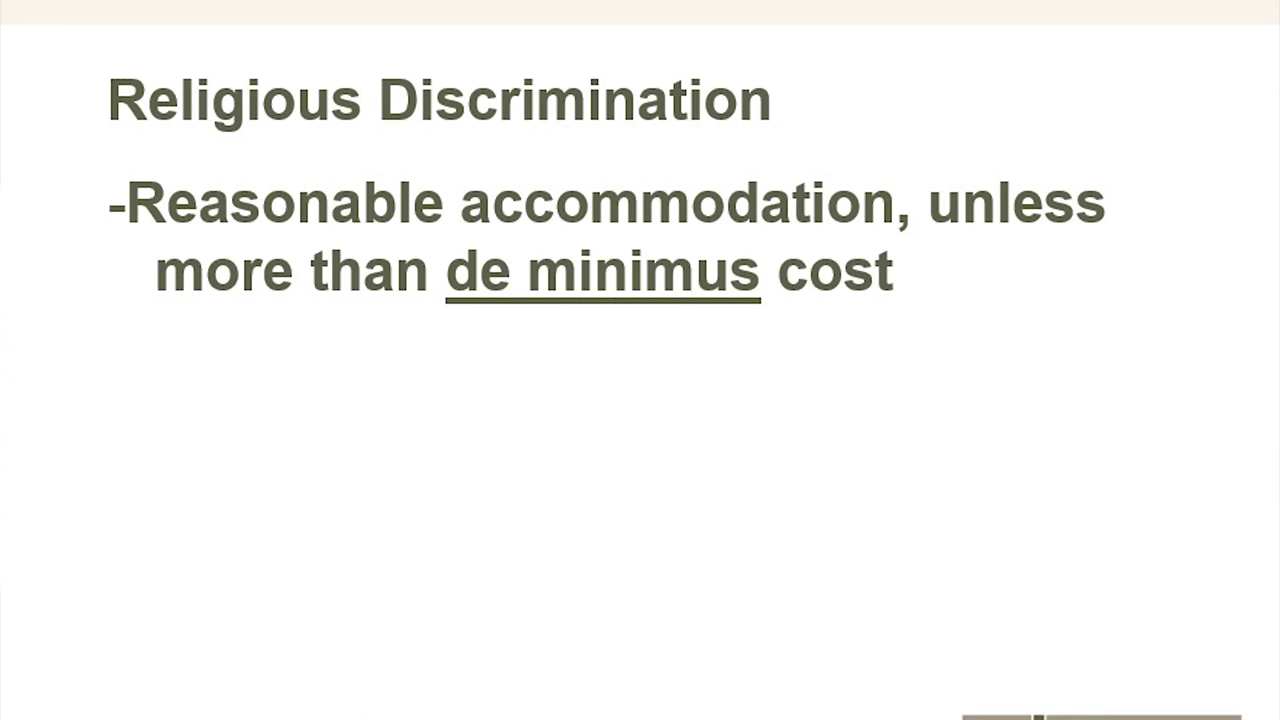 Religious Discrimination
-Reasonable accommodation, unless
more than de minimus cost